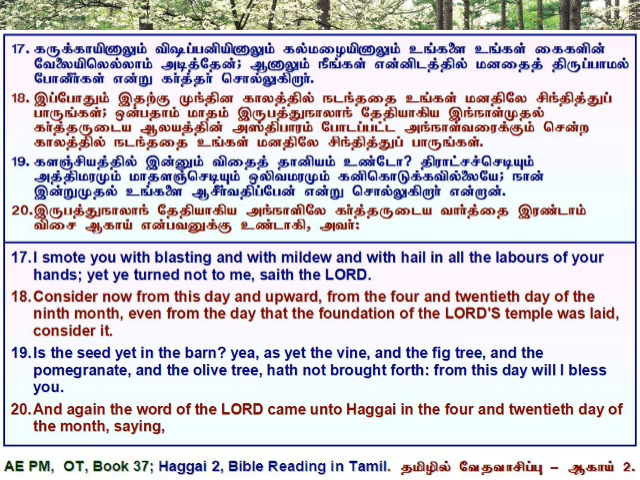 17. கருக்காயினாலும் விஷப்பனியினாலும் கல்மழையினாலும் உங்களை உங்கள் கைகளின்
வேலையிலெல்லாம் அடித்தேன்; ஆனாலும் நீங்கள் என்னிடத்தில் மனதைத் திருப்பாமல்
போனீர்கள் என்று கர்த்தர் சொல்லுகிறார்.
18. இப்போதும் இதற்கு முந்தின காலத்தில் நடந்ததை உங்கள் மனதிலே சிந்தித்துப்
பாருங்கள்; ஒன்பதாம் மாதம் இருபத்துநாலாந் தேதியாகிய இந்நாள்முதல்
கர்த்தருடைய ஆலயத்தின் அஸ்திபாரம் போடப்பட்ட அந்நாள்வரைக்கும் சென்ற
காலத்தில் நடந்ததை உங்கள் மனதிலே சிந்தித்துப் பாருங்கள்.
19. களஞ்சியத்தில் இன்னும் விதைத் தானியம் உண்டோ? திராட்சச்செடியும்
அத்திமரமும் மாதளஞ்செடியும் ஒலிவமரமும் கனிகொடுக்கவில்லையே; நான்
இன்றுமுதல் உங்களை ஆசீர்வதிப்பேன் என்று சொல்லுகிறார் என்றான்.
20. இருபத்துநாலாந் தேதியாகிய அந்நாளிலே கர்த்தருடைய வார்த்தை இரண்டாம்
விசை ஆகாய் என்பவனுக்கு உண்டாகி, அவர்:
17. I smote you with blasting and with mildew and with hail in all the labours of your
hands; yet ye turned not to me, saith the LORD.
18. Consider now from this day and upward, from the four and twentieth day of the
ninth month, even from the day that the foundation of the LORD'S temple was laid,
consider it.
19. Is the seed yet in the barn? yea, as yet the vine, and the fig tree, and the
pomegranate, and the olive tree, hath not brought forth: from this day will I bless
you.
20. And again the word of the LORD came unto Haggai in the four and twentieth day of
the month, saying,
AE PM, OT, Book 37; Haggai 2, Bible Reading in Tamil. தமிழில் வேதவாசிப்பு – ஆகாய் 2.